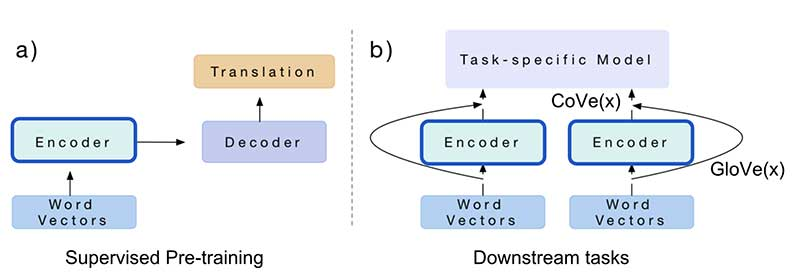 a)
Translation
Encoder
Decoder
Word
Vectors
Supervised Pre-training
b)
Task-specific Model
CoVe(x)
Encoder
Encoder
GloVe(x)
Word
Vectors
Word
Vectors
Downstream tasks